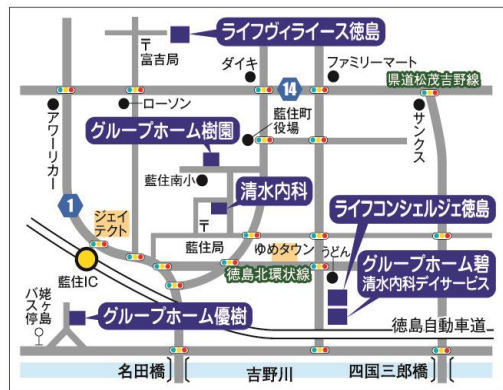 ライフヴィライース徳島
〒
富吉局
ダイキ
ファミリーマート
県道松茂吉野線
14
アワーリカー
ローソン
藍住町
役場
サンクス
グループホーム樹園
藍住南小
清水内科
1
ジェイ
テクト
〒
藍住局
ゆめタウン
うどん
ライフコンシェルジェ徳島
徳島北環状線
グループホーム碧
清水内科デイサービス
藍住IC
姥ヶ島
バス停
グループホーム優樹
徳島自動車道
名田橋
吉野川
四国三郎橋